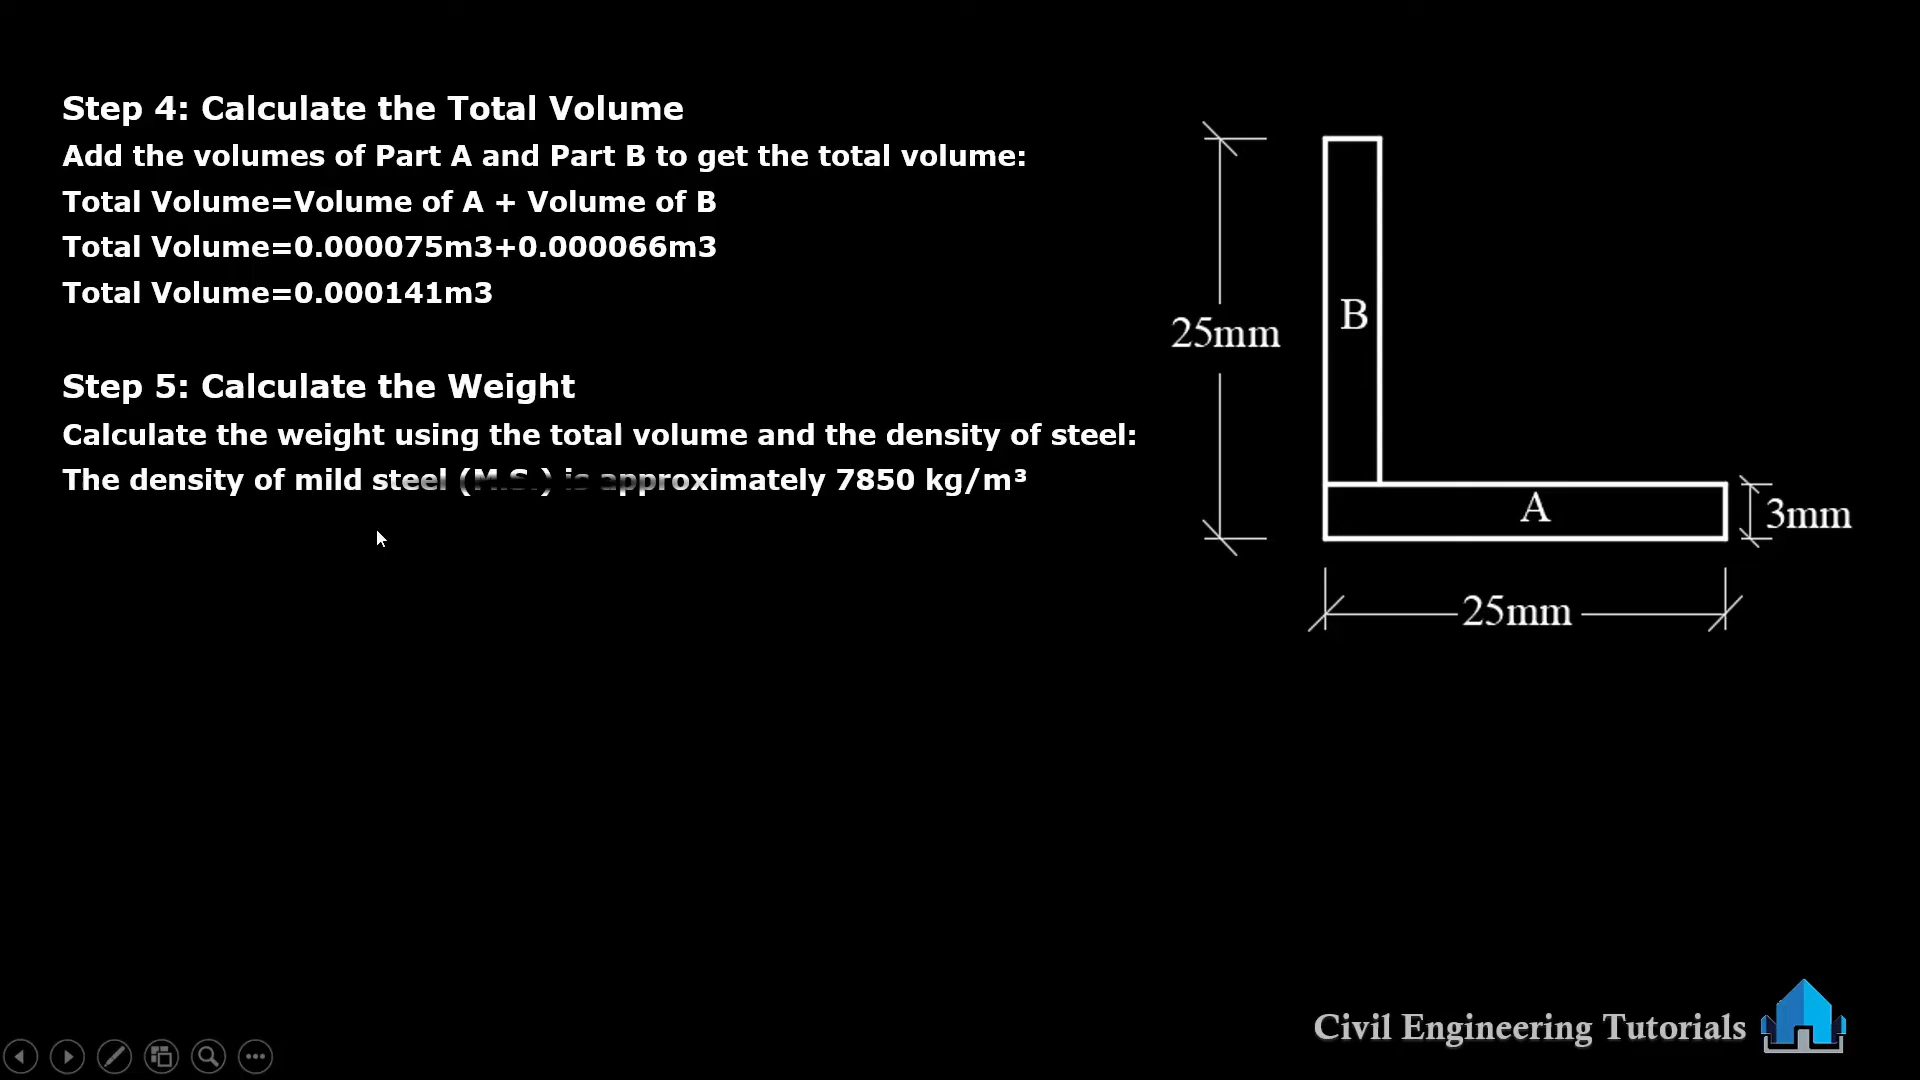 Step 4: Calculate the Total Volume
Add the volumes of Part A and Part B to get the total volume:
Total Volume=Volume of A + Volume of B
Total Volume=0.000075m3+0.000066m3
Total Volume=0.000141m3
Step 5: Calculate the Weight
Calculate the weight using the total volume and the density of steel:
The density of mild steel (M.S.) is approximately 7850 kg/m³
B
25mm
A
3mm
25mm
Civil Engineering Tutorials